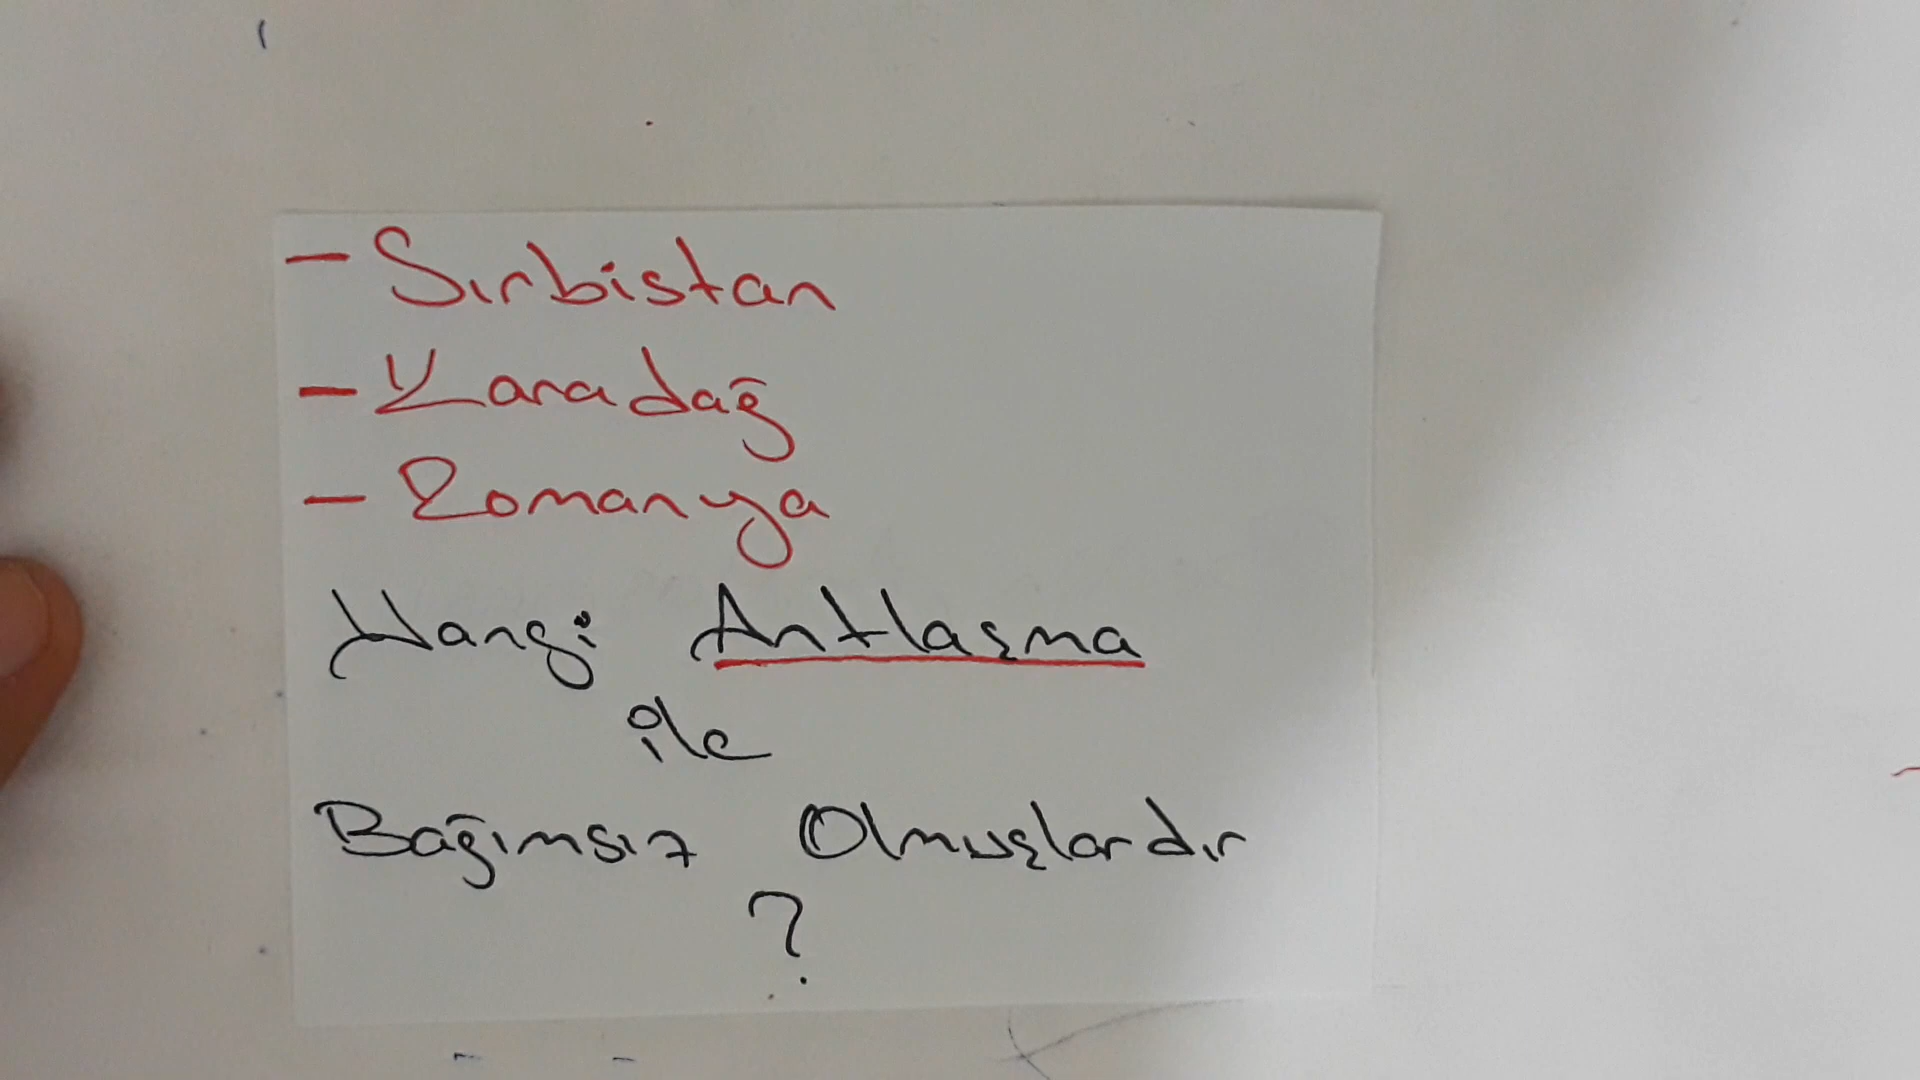 - Sırbistan
- Karadağ
- Romanya
Hangi Antlaşma
ile
Bağımsız Olmuşlardır
?